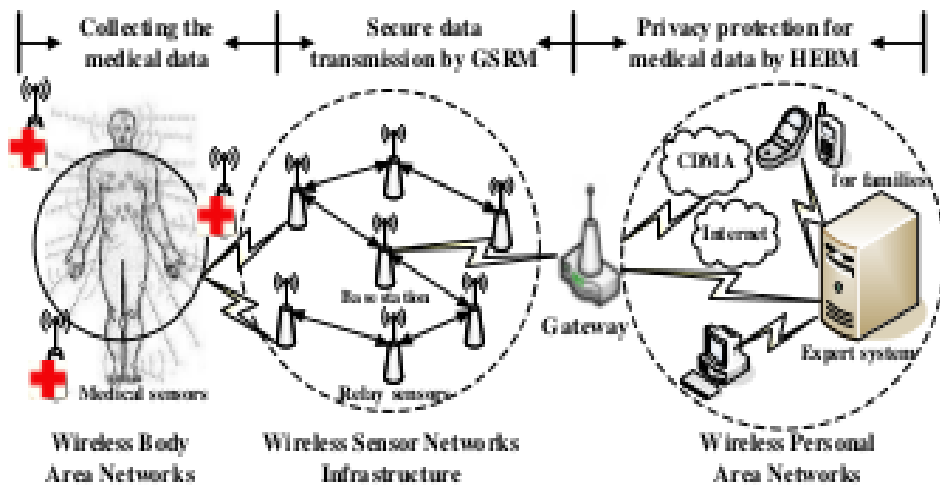 Collecting the
medical data
Secure data
transmission by GSRM
Privacy protection for
medical data by HEBM
CDMA
for families
Internet
Base station
Gateway
Expert system
Medical sensors
Relay sensors
Wireless Body
Area Networks
Wireless Sensor Networks
Infrastructure
Wireless Personal
Area Networks